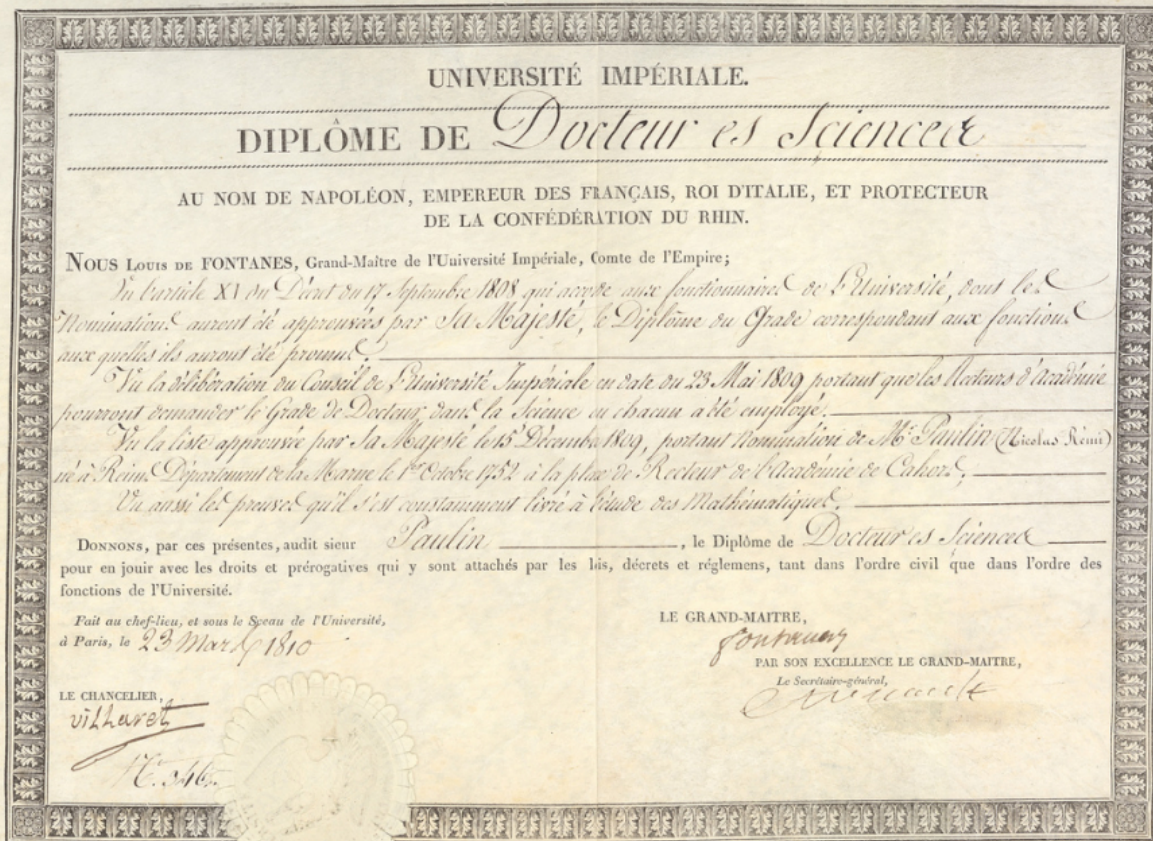 UNIVERSITÉ IMPÉRIALE.
DIPLÔME DE Docteur es Sciences
AU NOM DE NAPOLÉON, EMPEREUR DES FRANÇAIS, ROI D'ITALIE, ET PROTECTEUR
DE LA CONFÉDÉRATION DU RHIN.
NOUS LOUIS DE FONTANES, Grand-Maître de l'Université Impériale, Comte de l'Empire;
Vu l'article XI du Décret du 17 Septembre 1808 qui accorde aux fonctionnaires de l'Université, dont les
Nominations auront été approuvées par Sa Majesté, le Diplôme du Grade correspondant aux fonctions
aux quelles ils auront été promus.
Vu la délibération du Conseil de l'Université Impériale en date du 23 Mai 1809 portant que les Recteurs d'Académie
pourront demander le Grade de Docteur, dans la Science ou chacun a été employé.
Vu la liste approuvée par Sa Majesté le 15 Décembre 1809, portant Nomination de Mr. Paulin (Nicolas Rémi)
né à Reims Département de la Marne le 1er Octobre 1752 à la place de Recteur de l'Académie de Cahors;
Vu aussi les preuves qu'il s'est constamment livré à l'étude des Mathématiques.
DONNONS, par ces présentes, audit sieur Paulin, le Diplôme de Docteur es Sciences
pour en jouir avec les droits et prérogatives qui y sont attachés par les lois, décrets et réglemens, tant dans l'ordre civil que dans l'ordre des
fonctions de l'Université.
Fait au chef-lieu, et sous le Sceau de l'Université,
à Paris, le 23 Mars 1810
LE GRAND-MAITRE,
Fontanes
PAR SON EXCELLENCE LE GRAND-MAITRE,
Le Secrétaire-général,
LE CHANCELIER,
Villaret